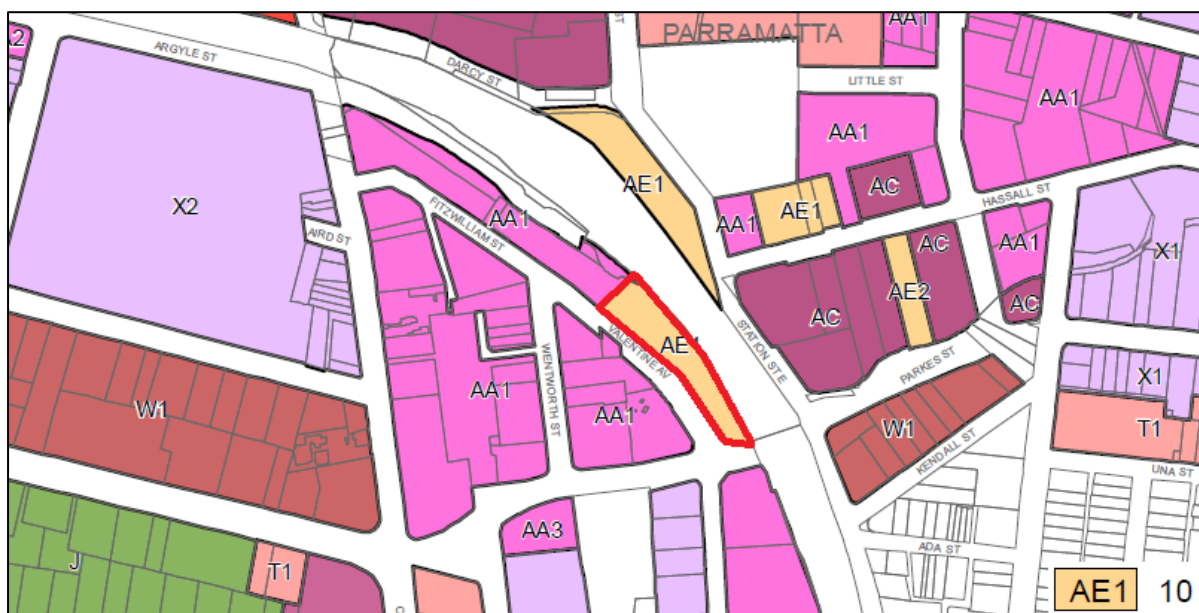 PARRAMATTA
AA1
A2
ARGYLE ST
DARCY ST
ST
LITTLE ST
AA1
AA1
X2
AE1
AC
HASSALL ST
AA1
FITZWILLIAM ST
AIRD ST
AA1
AE1
AC
AA1
X1
AE2
AC
AC
STATION ST E
VALENTINE AV
AE1
WENTWORTH ST
PARKES ST
AA1
AA1
W1
X1
W1
KENDALL ST
T1
UNA ST
AA3
ADA ST
J
T1
C
AE1 10